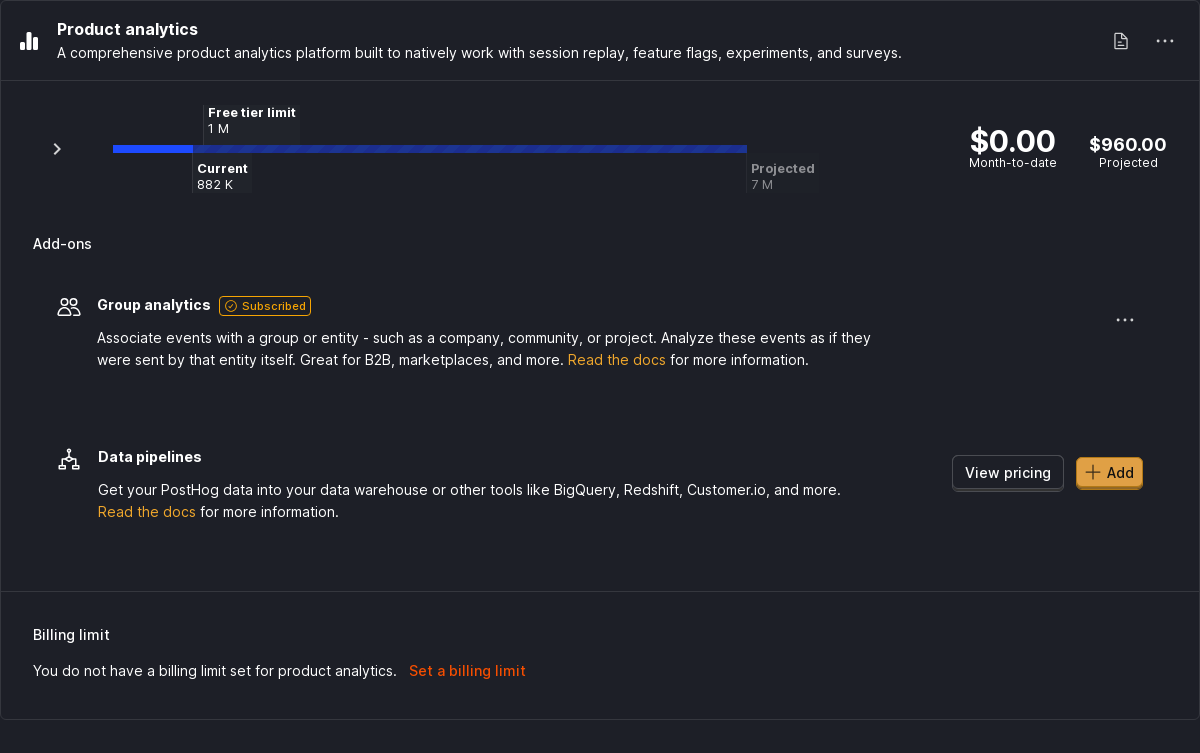 Product analytics
A comprehensive product analytics platform built to natively work with session replay, feature flags, experiments, and surveys.
Free tier limit
1 M
Current
882 K
Projected
7 M
$0.00
Month-to-date
$960.00
Projected
Add-ons
Group analytics Subscribed
Associate events with a group or entity - such as a company, community, or project. Analyze these events as if they
were sent by that entity itself. Great for B2B, marketplaces, and more. Read the docs for more information.
Data pipelines
Get your PostHog data into your data warehouse or other tools like BigQuery, Redshift, Customer.io, and more.
Read the docs for more information.
View pricing
Add
Billing limit
You do not have a billing limit set for product analytics. Set a billing limit